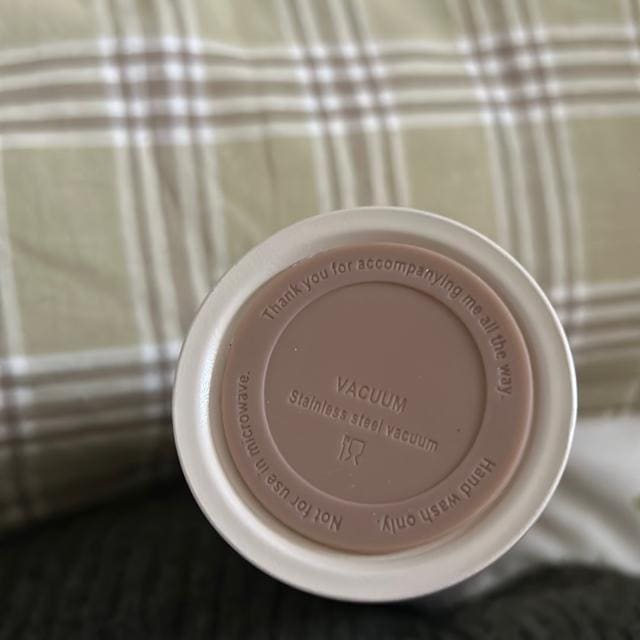 Thank you for accompanying me all the way.
Hand wash only.
Not for use in microwave.
VACUUM
Stainless steel vacuum